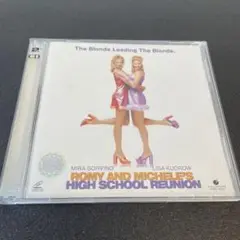 2
CD
The Blonde Leading The Blonde.
MIRA SORVINO LISA KUDROW
ROMY AND MICHELE'S
HIGH SCHOOL REUNION